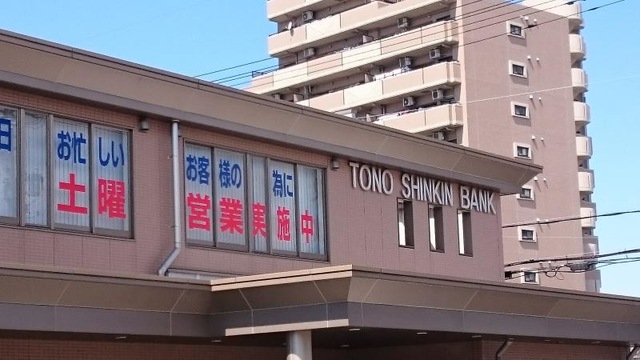 日 お忙しい お客様の 為に
土曜 営業実施中
TONO SHINKIN BANK